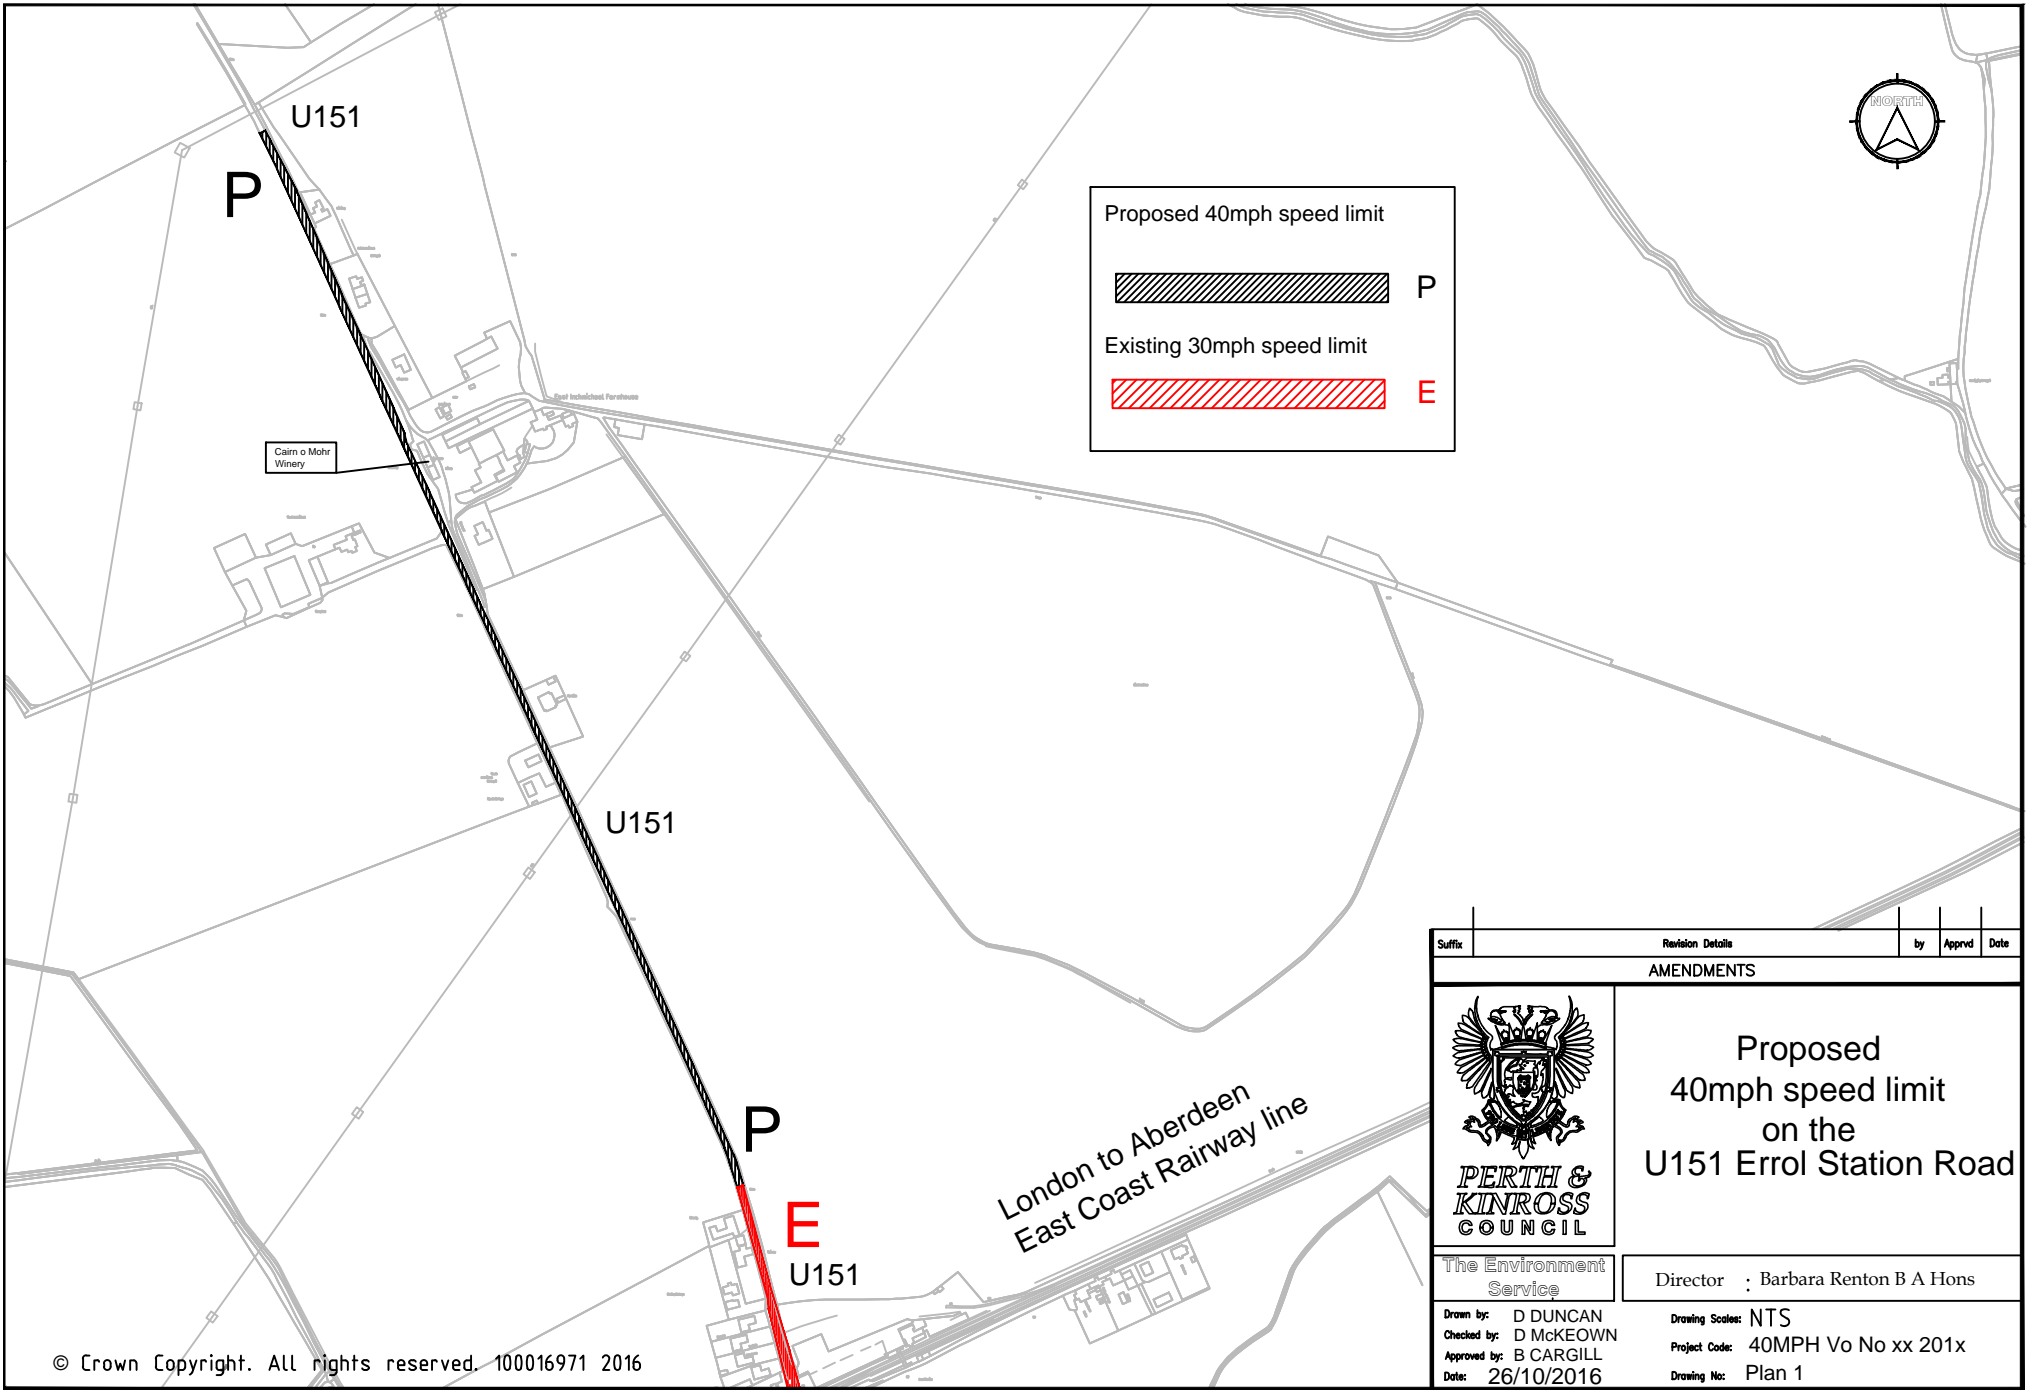 U151
P
NORTH
Proposed 40mph speed limit
P
Existing 30mph speed limit
E
East Inchmichael Farmhouse
Cairn o Mohr
Winery
U151
P
E
U151
London to Aberdeen
East Coast Rairway line
Suffix Revision Details by Apprvd Date
AMENDMENTS
PERTH &
KINROSS
COUNCIL
Proposed
40mph speed limit
on the
U151 Errol Station Road
The Environment
Service
Director : Barbara Renton B A Hons
Drawn by: D DUNCAN
Checked by: D McKEOWN
Approved by: B CARGILL
Date: 26/10/2016
Drawing Scales: NTS
Project Code: 40MPH Vo No xx 201x
Drawing No: Plan 1
© Crown Copyright. All rights reserved. 100016971 2016